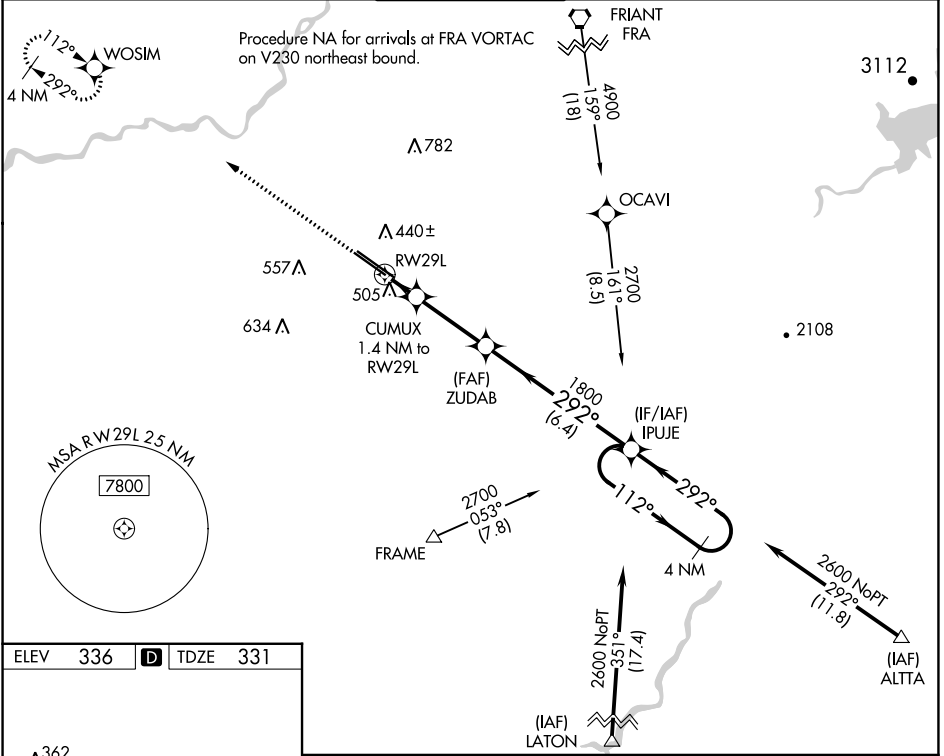 FRIANT
FRA
Procedure NA for arrivals at FRA VORTAC
on V230 northeast bound.
112°
WOSIM
292°
4 NM
3112
4900
159°
(18)
782
OCAVI
440±
RW29L
557
505
2700
161°
(8.5)
634
CUMUX
1.4 NM to
RW29L
2108
(FAF)
ZUDAB
1800
292°
(6.4)
(IF/IAF)
IPUJE
MSA RW29L 25 NM
7800
292°
112°
2700
053°
(7.8)
FRAME
4 NM
2600 NoPT
292°
(11.8)
2600 NoPT
351°
(17.4)
(IAF)
ALTTA
ELEV 336 D TDZE 331
(IAF)
LATON
362